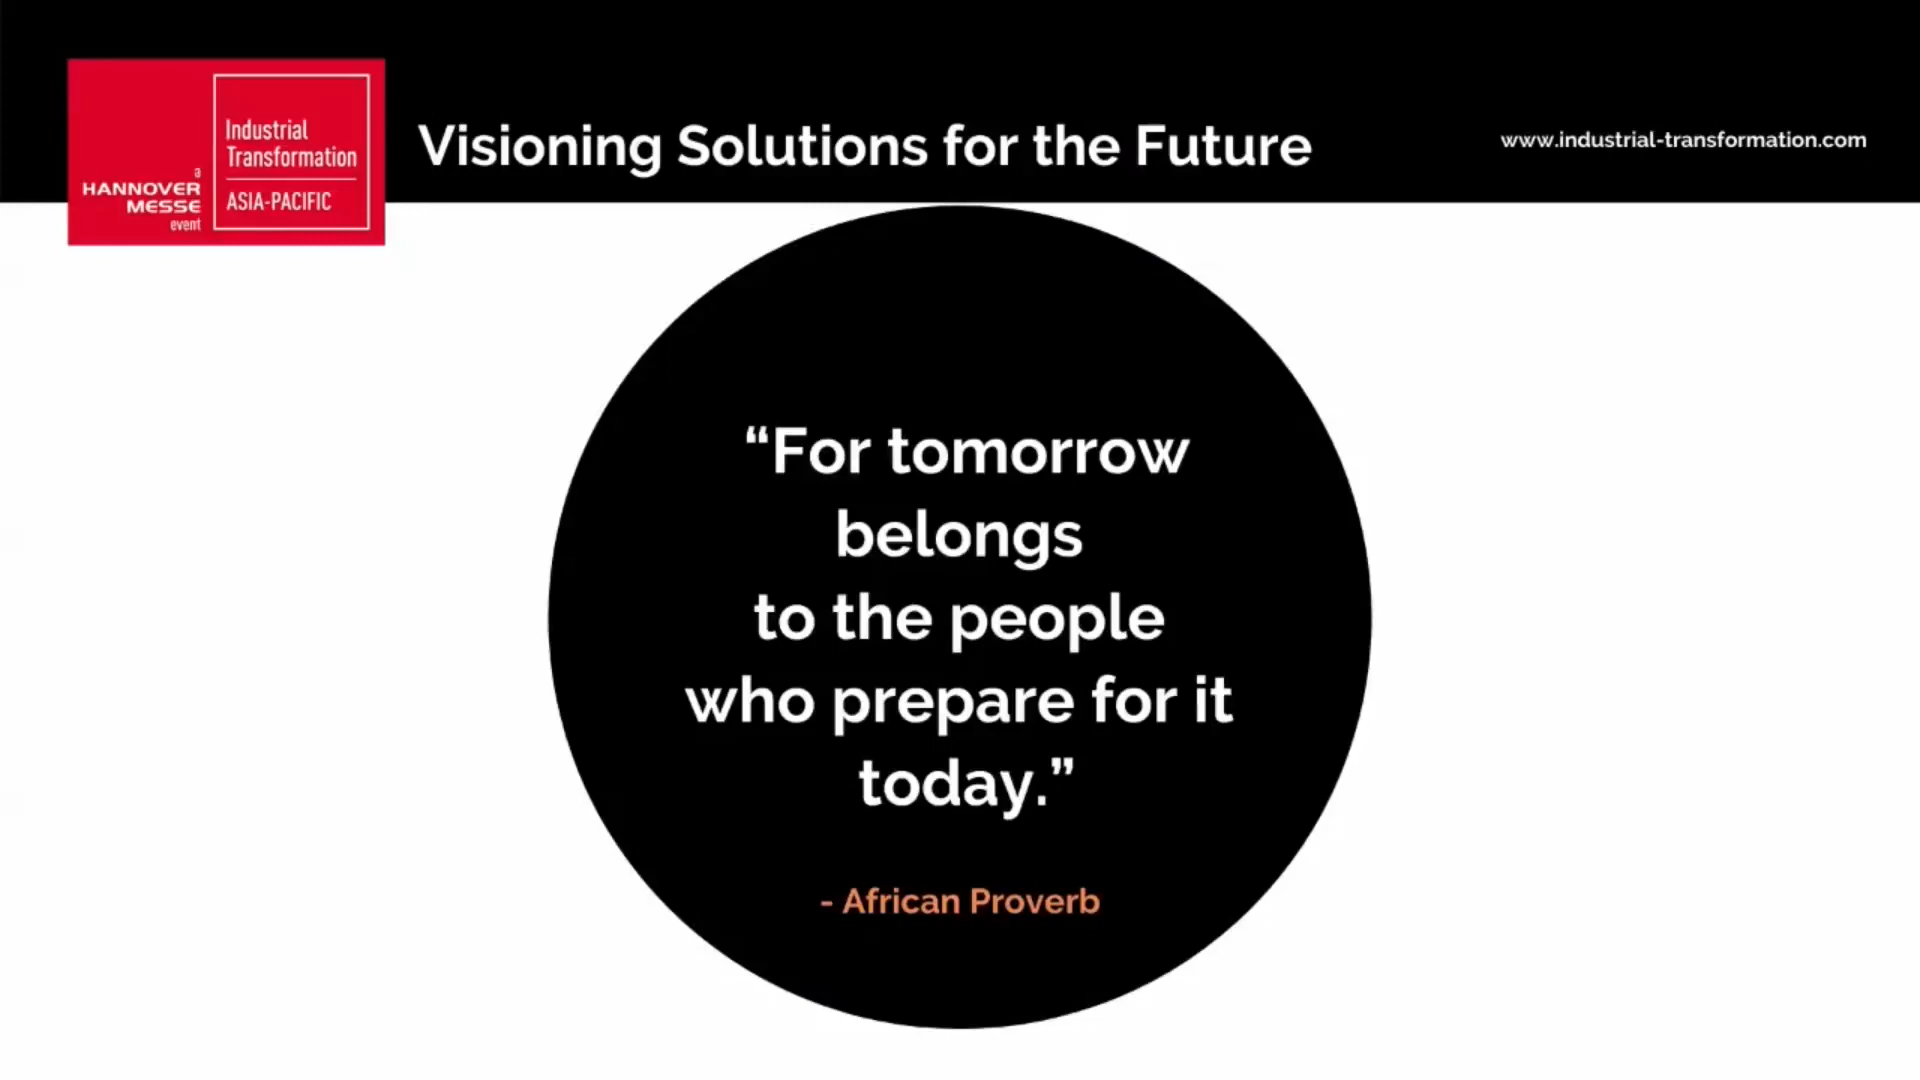 a
HANNOVER
MESSE
event
Industrial
Transformation
ASIA-PACIFIC
Visioning Solutions for the Future
www.industrial-transformation.com
“For tomorrow
belongs
to the people
who prepare for it
today.”
- African Proverb